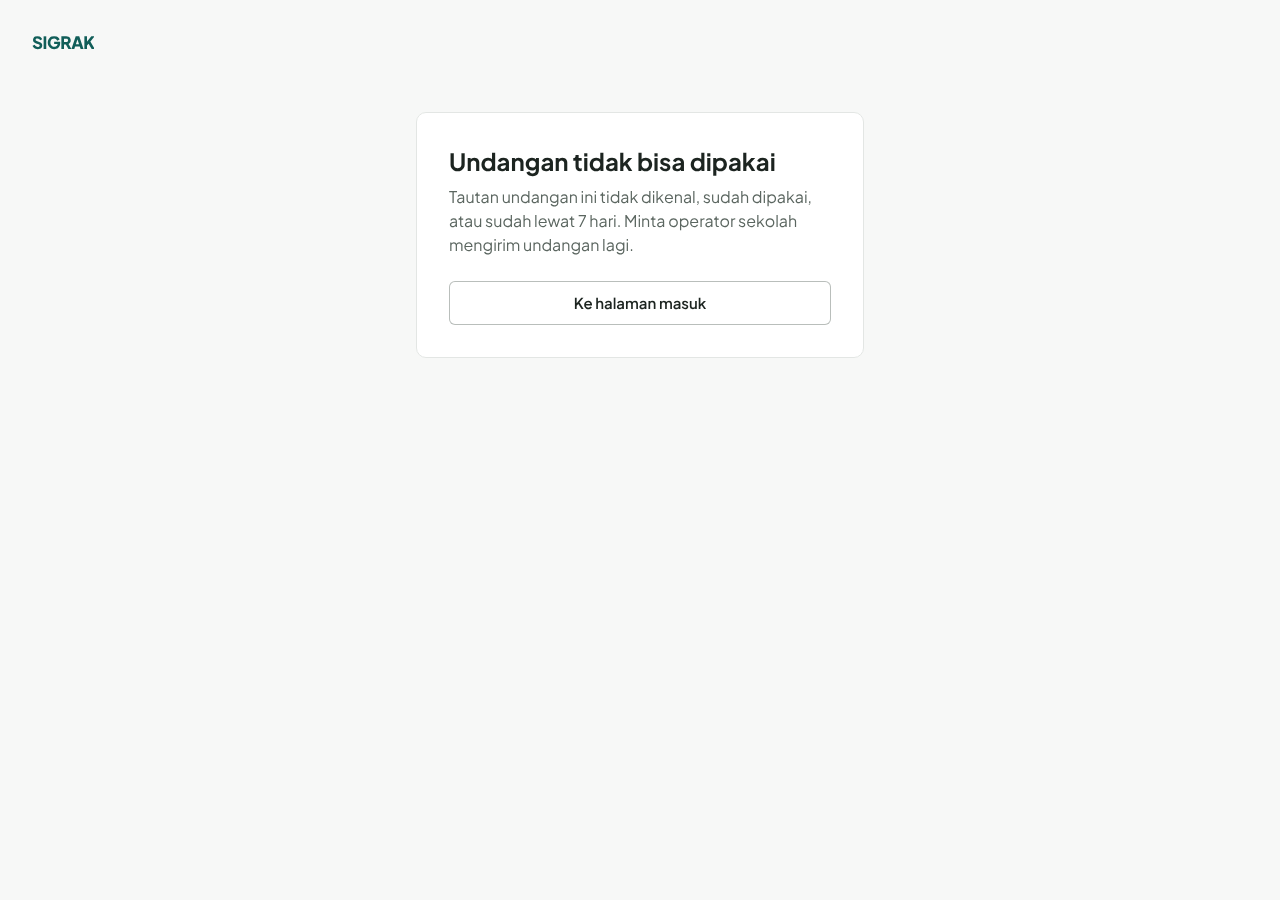 SIGRAK
Undangan tidak bisa dipakai
Tautan undangan ini tidak dikenal, sudah dipakai,
atau sudah lewat 7 hari. Minta operator sekolah
mengirim undangan lagi.
Ke halaman masuk